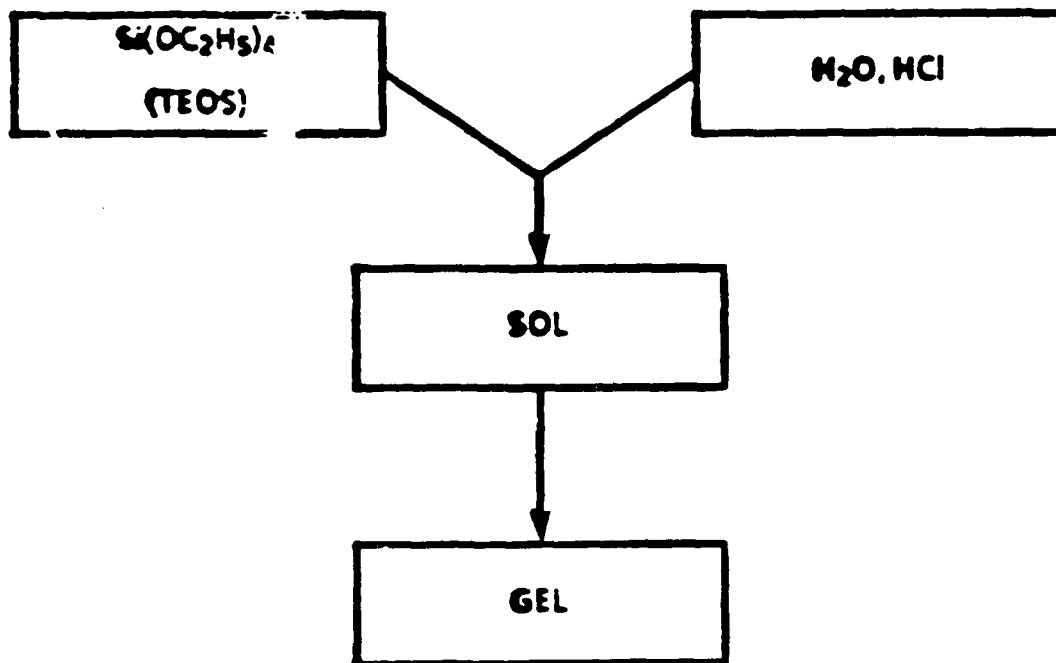 Si(OC₂H₅)₄
(TEOS)
H₂O, HCl
SOL
GEL